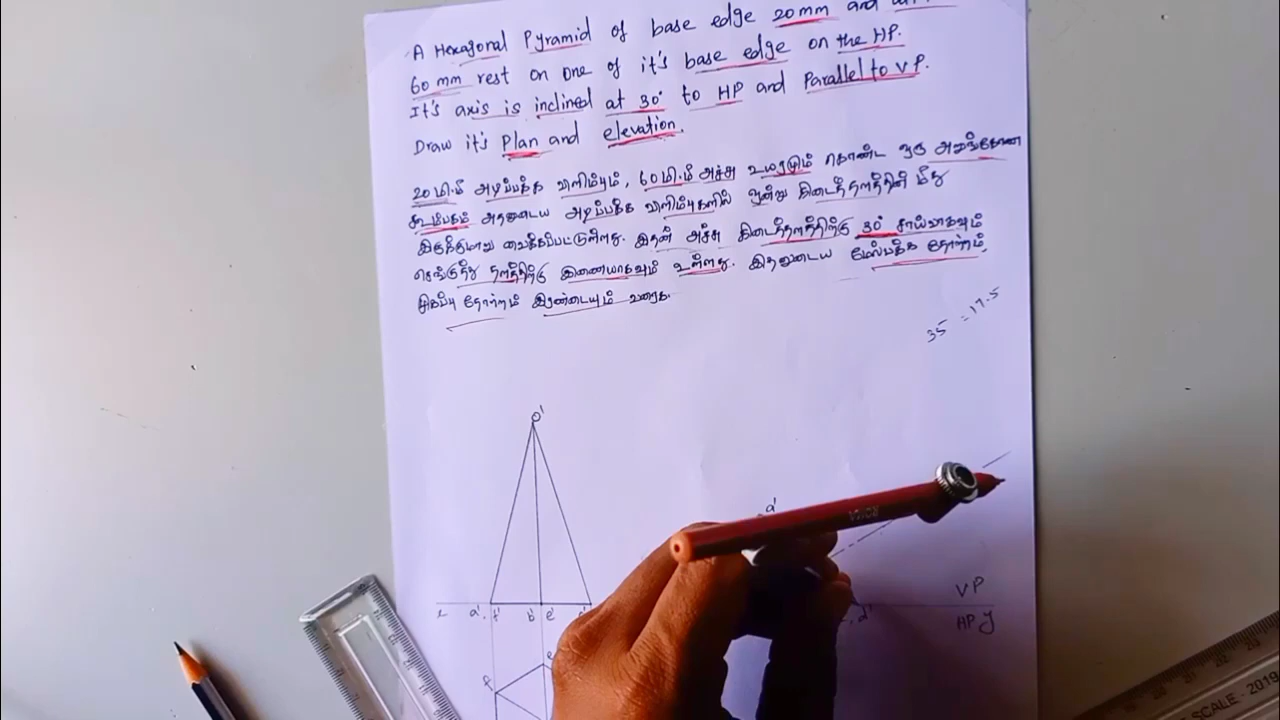 A Hexagonal Pyramid of base edge 20mm and
60 mm rest on one of it's base edge on the HP.
It's axis is inclined at 30° to HP and Parallel to VP.
Draw it's Plan and elevation.
20 மி.மீ அடிப்பக்க விளிம்பும், 60 மி.மீ அச்சு உயரமும் கொண்ட ஒரு அறுங்கோண
கூம்பகம் அதனுடைய அடிப்பக்க விளிம்புகளில் ஒன்று கிடைத்தளத்தின் மீது
இருக்குமாறு வைக்கப்பட்டுள்ளது. இதன் அச்சு கிடைத்தளத்திற்கு 30° சாய்வாகவும்
செங்குத்து தளத்திற்கு இணையாகவும் உள்ளது. இதனுடைய மேல்பக்க தோற்றம்,
முகப்பு தோற்றம் இரண்டையும் வரைக.
35 = 17.5
o'
a'
VP
x a' f' b' e' d'
HP y
e
f
SCALE - 2019